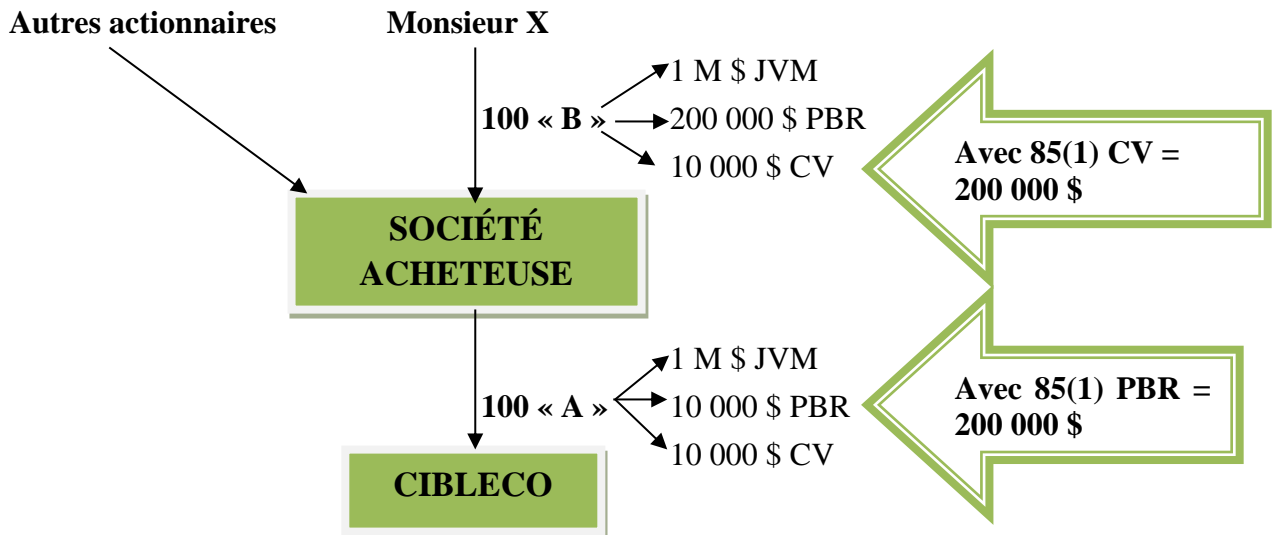 Autres actionnaires
Monsieur X
100 « B »
1 M $ JVM
200 000 $ PBR
10 000 $ CV
Avec 85(1) CV =
200 000 $
SOCIÉTÉ
ACHETEUSE
100 « A »
1 M $ JVM
10 000 $ PBR
10 000 $ CV
Avec 85(1) PBR =
200 000 $
CIBLECO